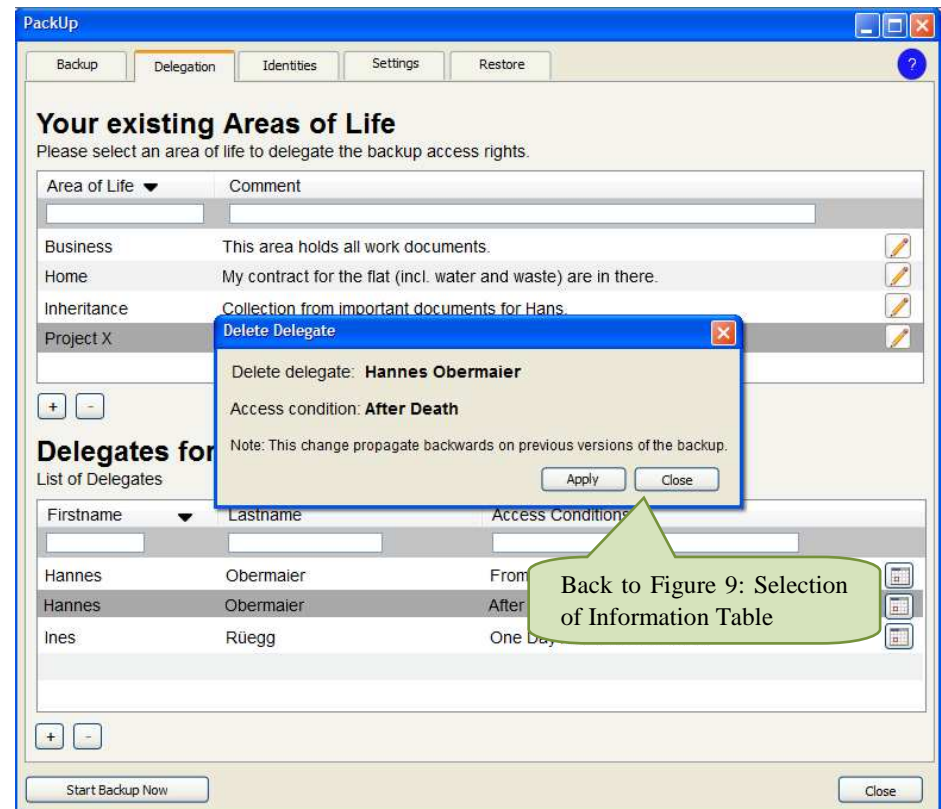 PackUp
Backup Delegation Identities Settings Restore ?
Your existing Areas of Life
Please select an area of life to delegate the backup access rights.
Area of Life Comment
Business This area holds all work documents.
Home My contract for the flat (incl. water and waste) are in there.
Inheritance Collection from important documents for Hans.
Project X
+ -
Delete Delegate
Delete delegate: Hannes Obermaier
Access condition: After Death
Note: This change propagate backwards on previous versions of the backup.
Apply Close
Delegates for
List of Delegates
Firstname Lastname Access Conditions
Hannes Obermaier From
Hannes Obermaier After
Ines Rüegg One Day
Back to Figure 9: Selection
of Information Table
+ -
Start Backup Now Close